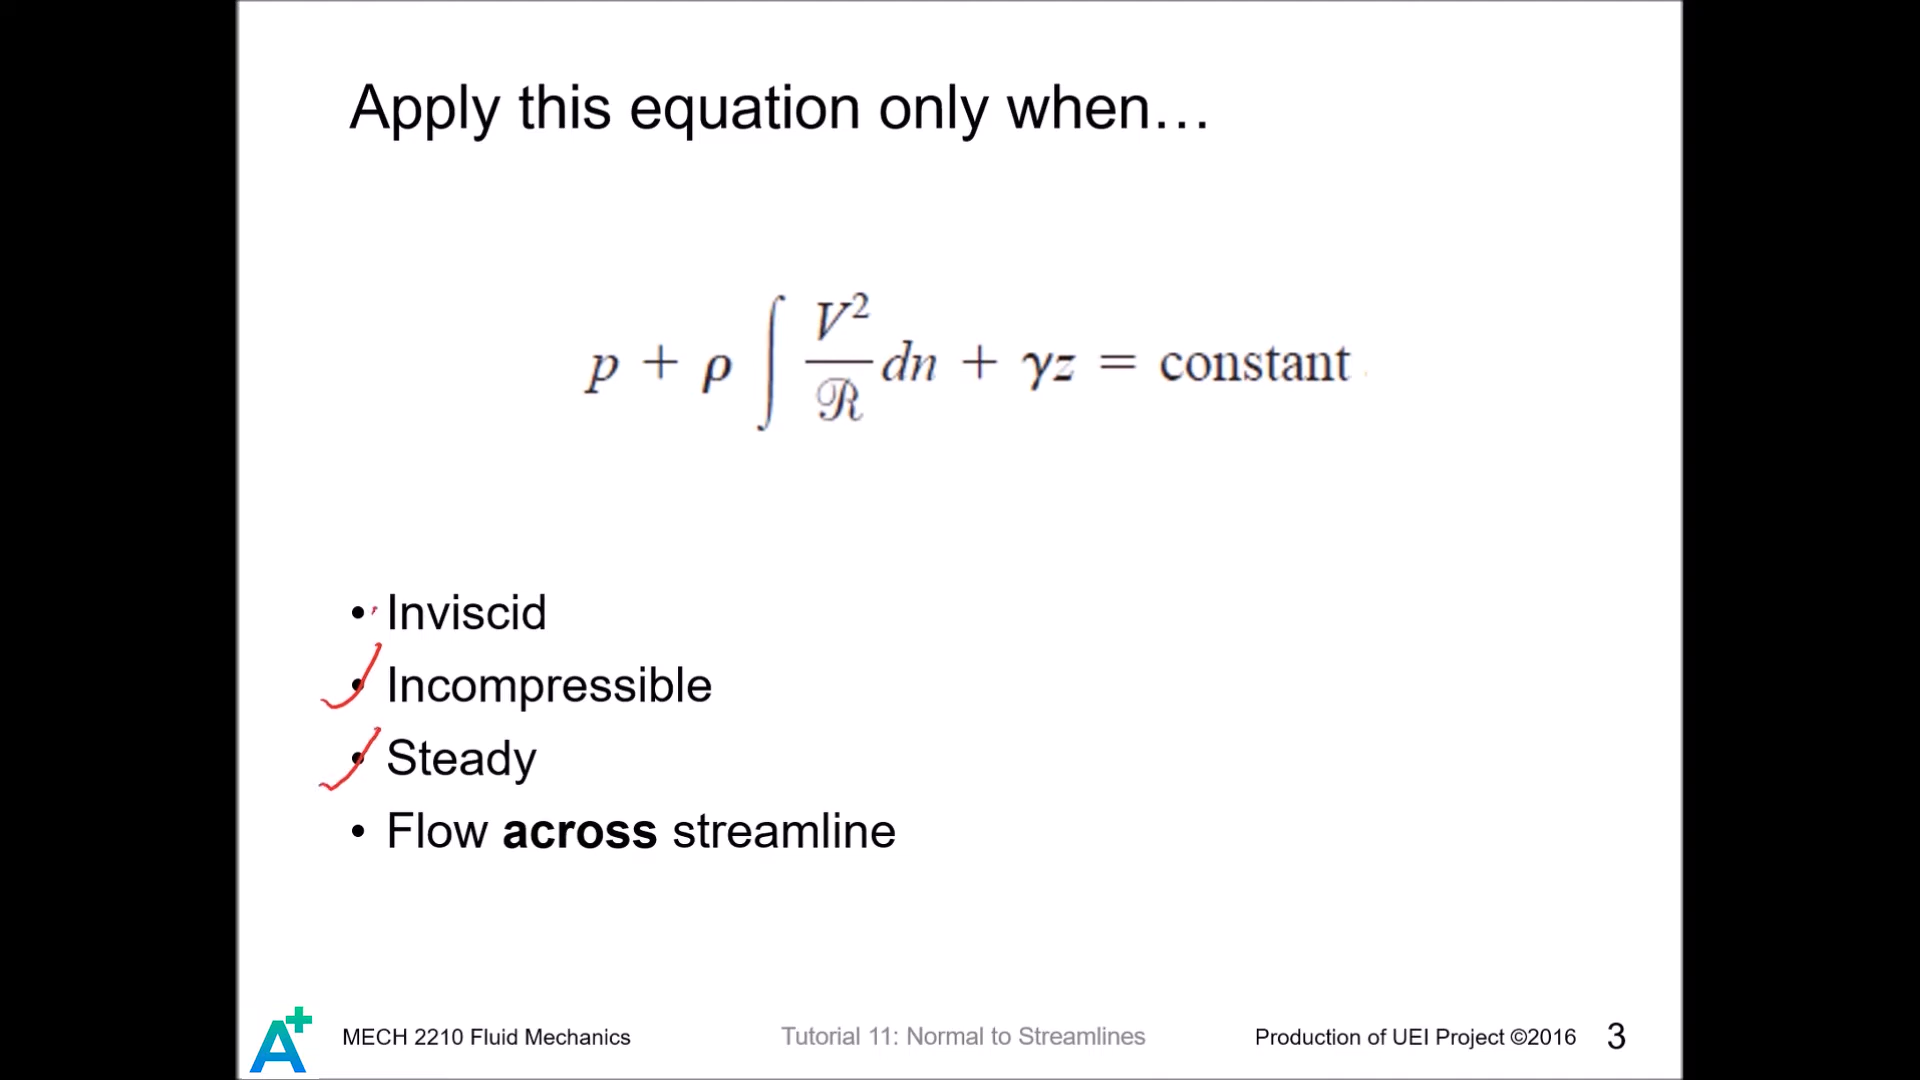 Apply this equation only when…
p + ρ ∫ V²/ℛ dn + γz = constant
• Inviscid
• Incompressible
• Steady
• Flow across streamline
A+ MECH 2210 Fluid Mechanics Tutorial 11: Normal to Streamlines Production of UEI Project ©2016 3